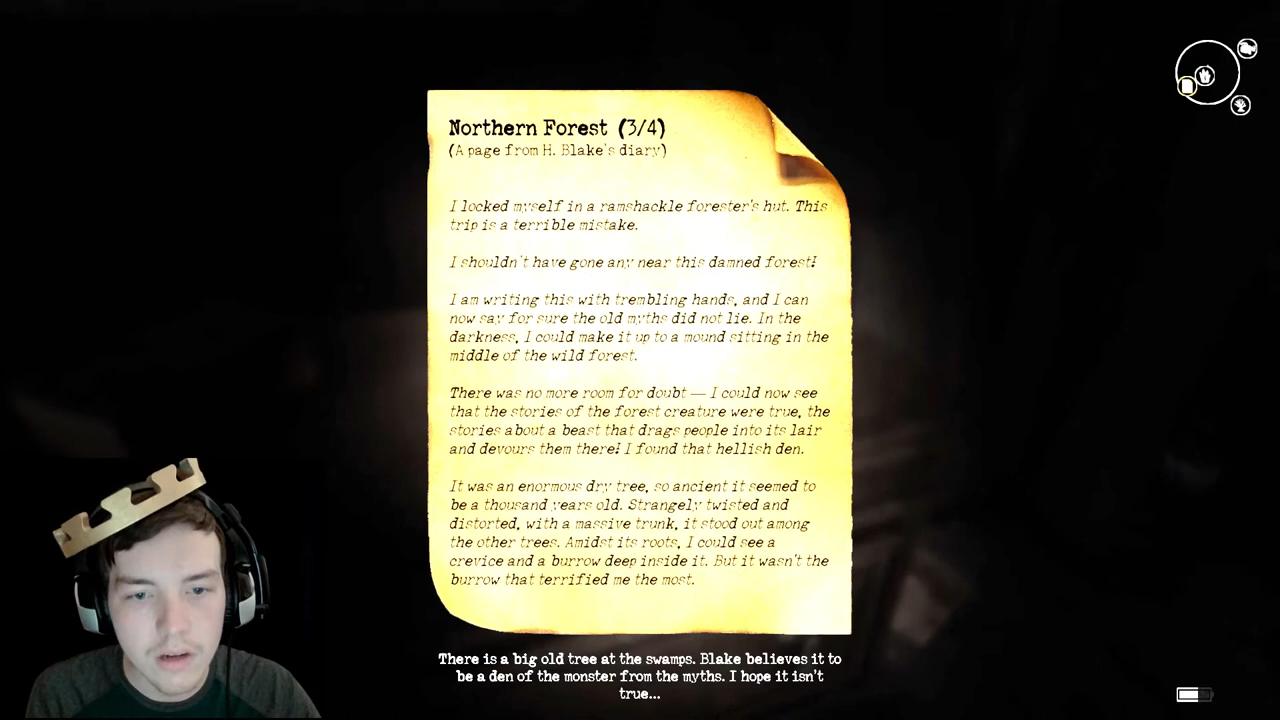 Northern Forest (3/4)
(A page from H. Blake's diary)
I locked myself in a ramshackle forester's hut. This
trip is a terrible mistake.
I shouldn't have gone any near this damned forest!
I am writing this with trembling hands, and I can
now say for sure the old myths did not lie. In the
darkness, I could make it up to a mound sitting in the
middle of the wild forest.
There was no more room for doubt — I could now see
that the stories of the forest creature were true, the
stories about a beast that drags people into its lair
and devours them there! I found that hellish den.
It was an enormous dry tree, so ancient it seemed to
be a thousand years old. Strangely twisted and
distorted, with a massive trunk, it stood out among
the other trees. Amidst its roots, I could see a
crevice and a burrow deep inside it. But it wasn't the
burrow that terrified me the most.
There is a big old tree at the swamps. Blake believes it to
be a den of the monster from the myths. I hope it isn't
true...